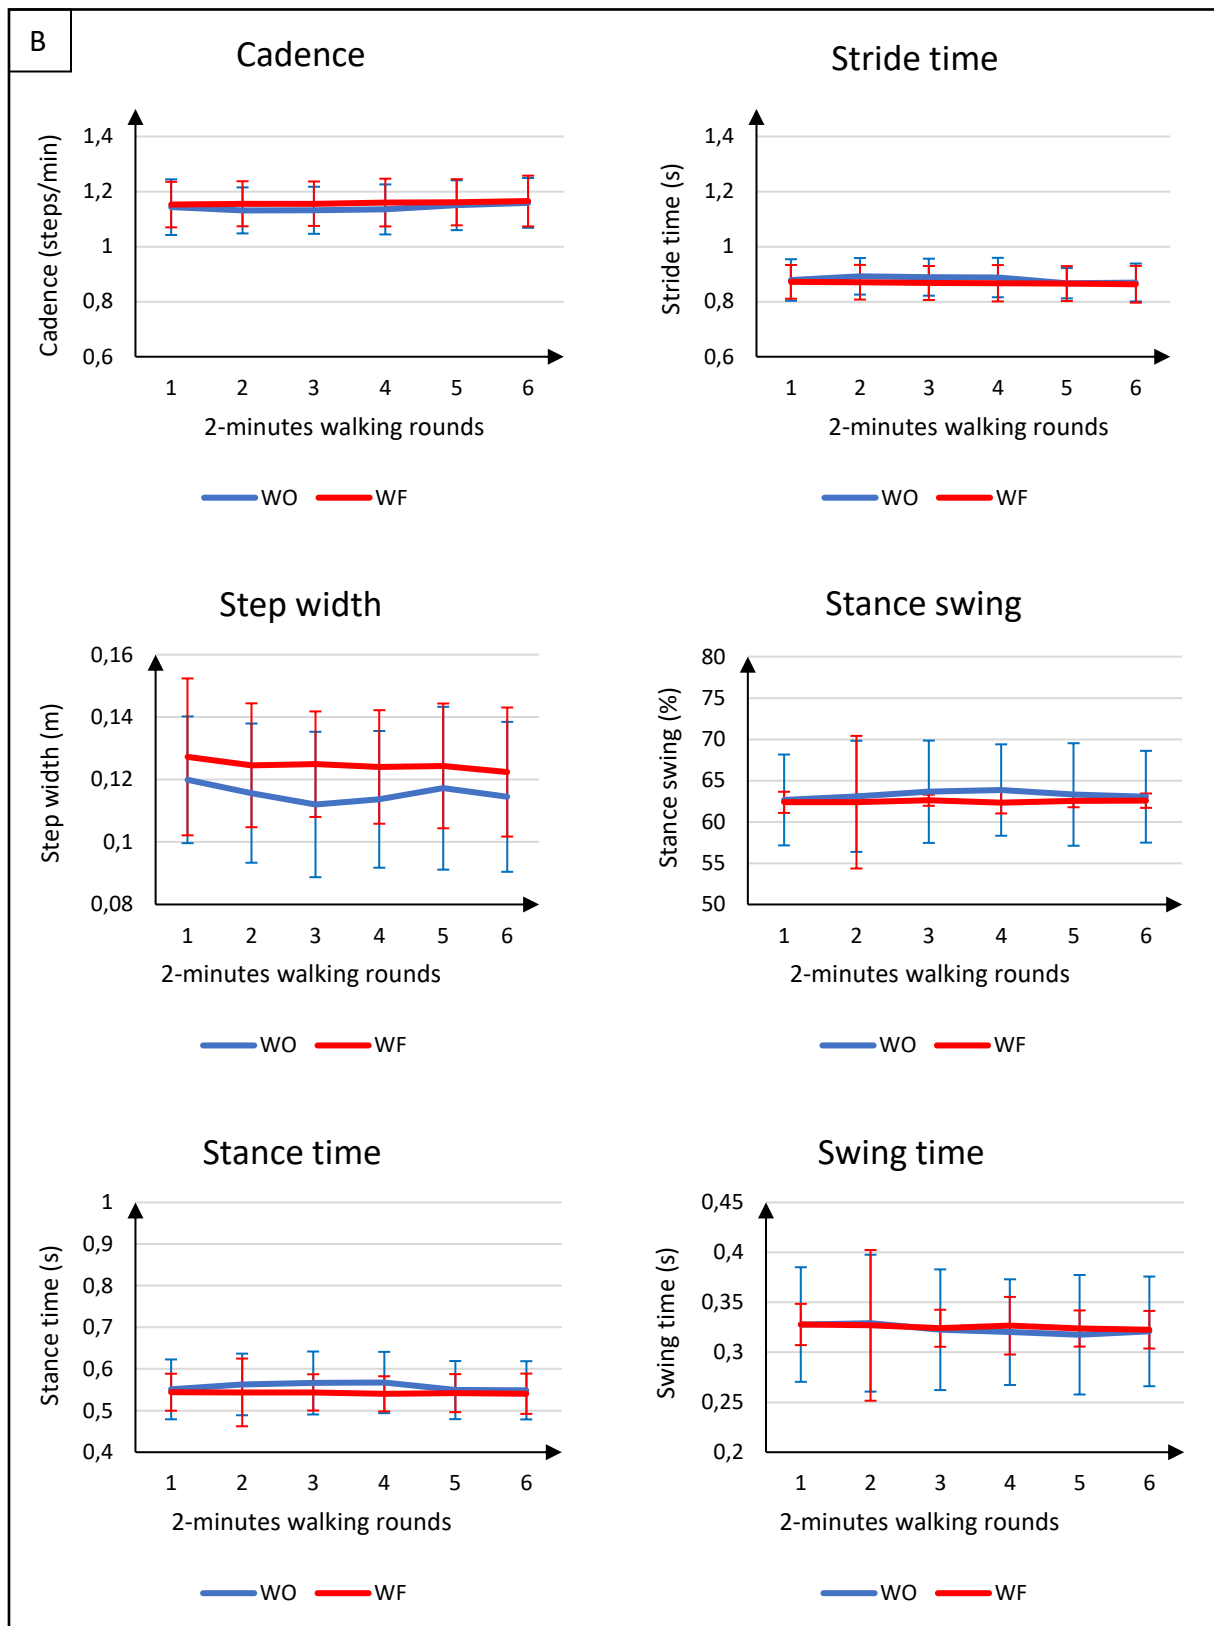 B
Cadence
Cadence (steps/min)
1,4
1,2
1
0,8
0,6
1 2 3 4 5 6
2-minutes walking rounds
WO WF
Stride time
Stride time (s)
1,4
1,2
1
0,8
0,6
1 2 3 4 5 6
2-minutes walking rounds
WO WF
Step width
Step width (m)
0,16
0,14
0,12
0,1
0,08
1 2 3 4 5 6
2-minutes walking rounds
WO WF
Stance swing
Stance swing (%)
80
75
70
65
60
55
50
1 2 3 4 5 6
2-minutes walking rounds
WO WF
Stance time
Stance time (s)
1
0,9
0,8
0,7
0,6
0,5
0,4
1 2 3 4 5 6
2-minutes walking rounds
WO WF
Swing time
Swing time (s)
0,45
0,4
0,35
0,3
0,25
0,2
1 2 3 4 5 6
2-minutes walking rounds
WO WF